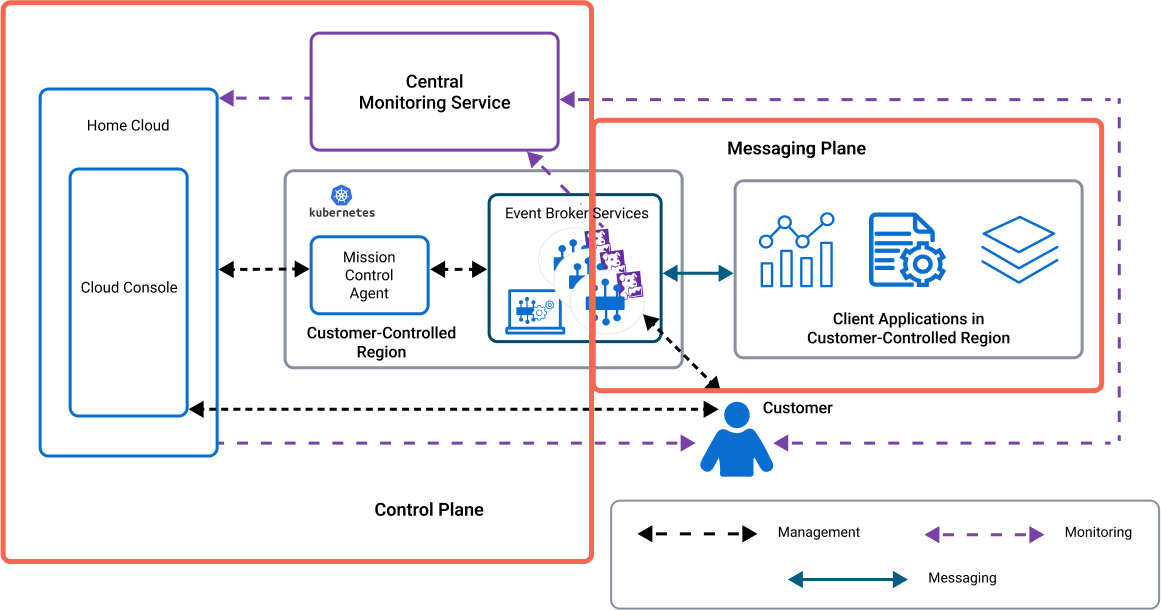 Central
Monitoring Service
Home Cloud
Messaging Plane
kubernetes
Event Broker Services
Mission
Control
Agent
Cloud Console
Customer-Controlled
Region
Client Applications in
Customer-Controlled Region
Customer
Control Plane
Management
Monitoring
Messaging